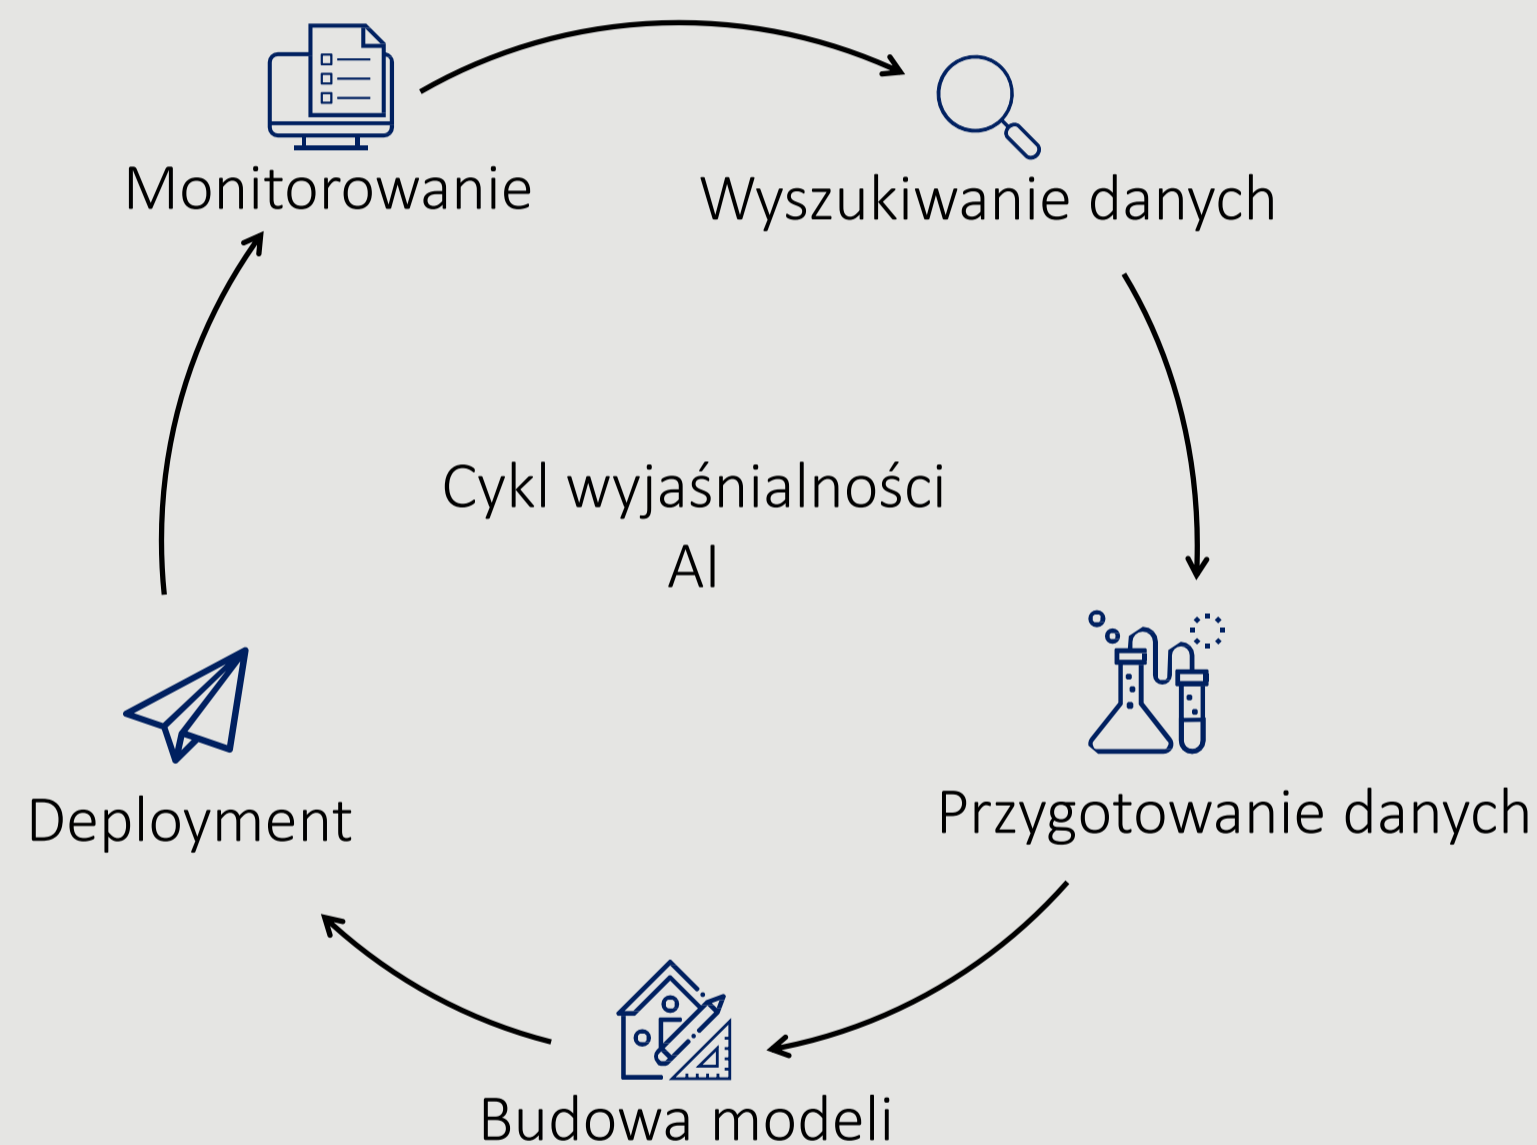 Monitorowanie
Wyszukiwanie danych
Cykl wyjaśnialności
AI
Deployment
Przygotowanie danych
Budowa modeli